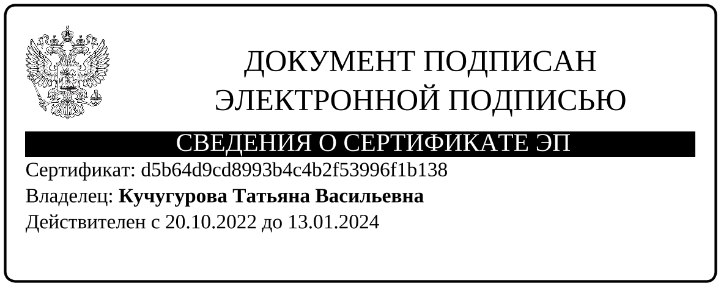 ДОКУМЕНТ ПОДПИСАН
ЭЛЕКТРОННОЙ ПОДПИСЬЮ
СВЕДЕНИЯ О СЕРТИФИКАТЕ ЭП
Сертификат: d5b64d9cd8993b4c4b2f53996f1b138
Владелец: Кучугурова Татьяна Васильевна
Действителен с 20.10.2022 до 13.01.2024